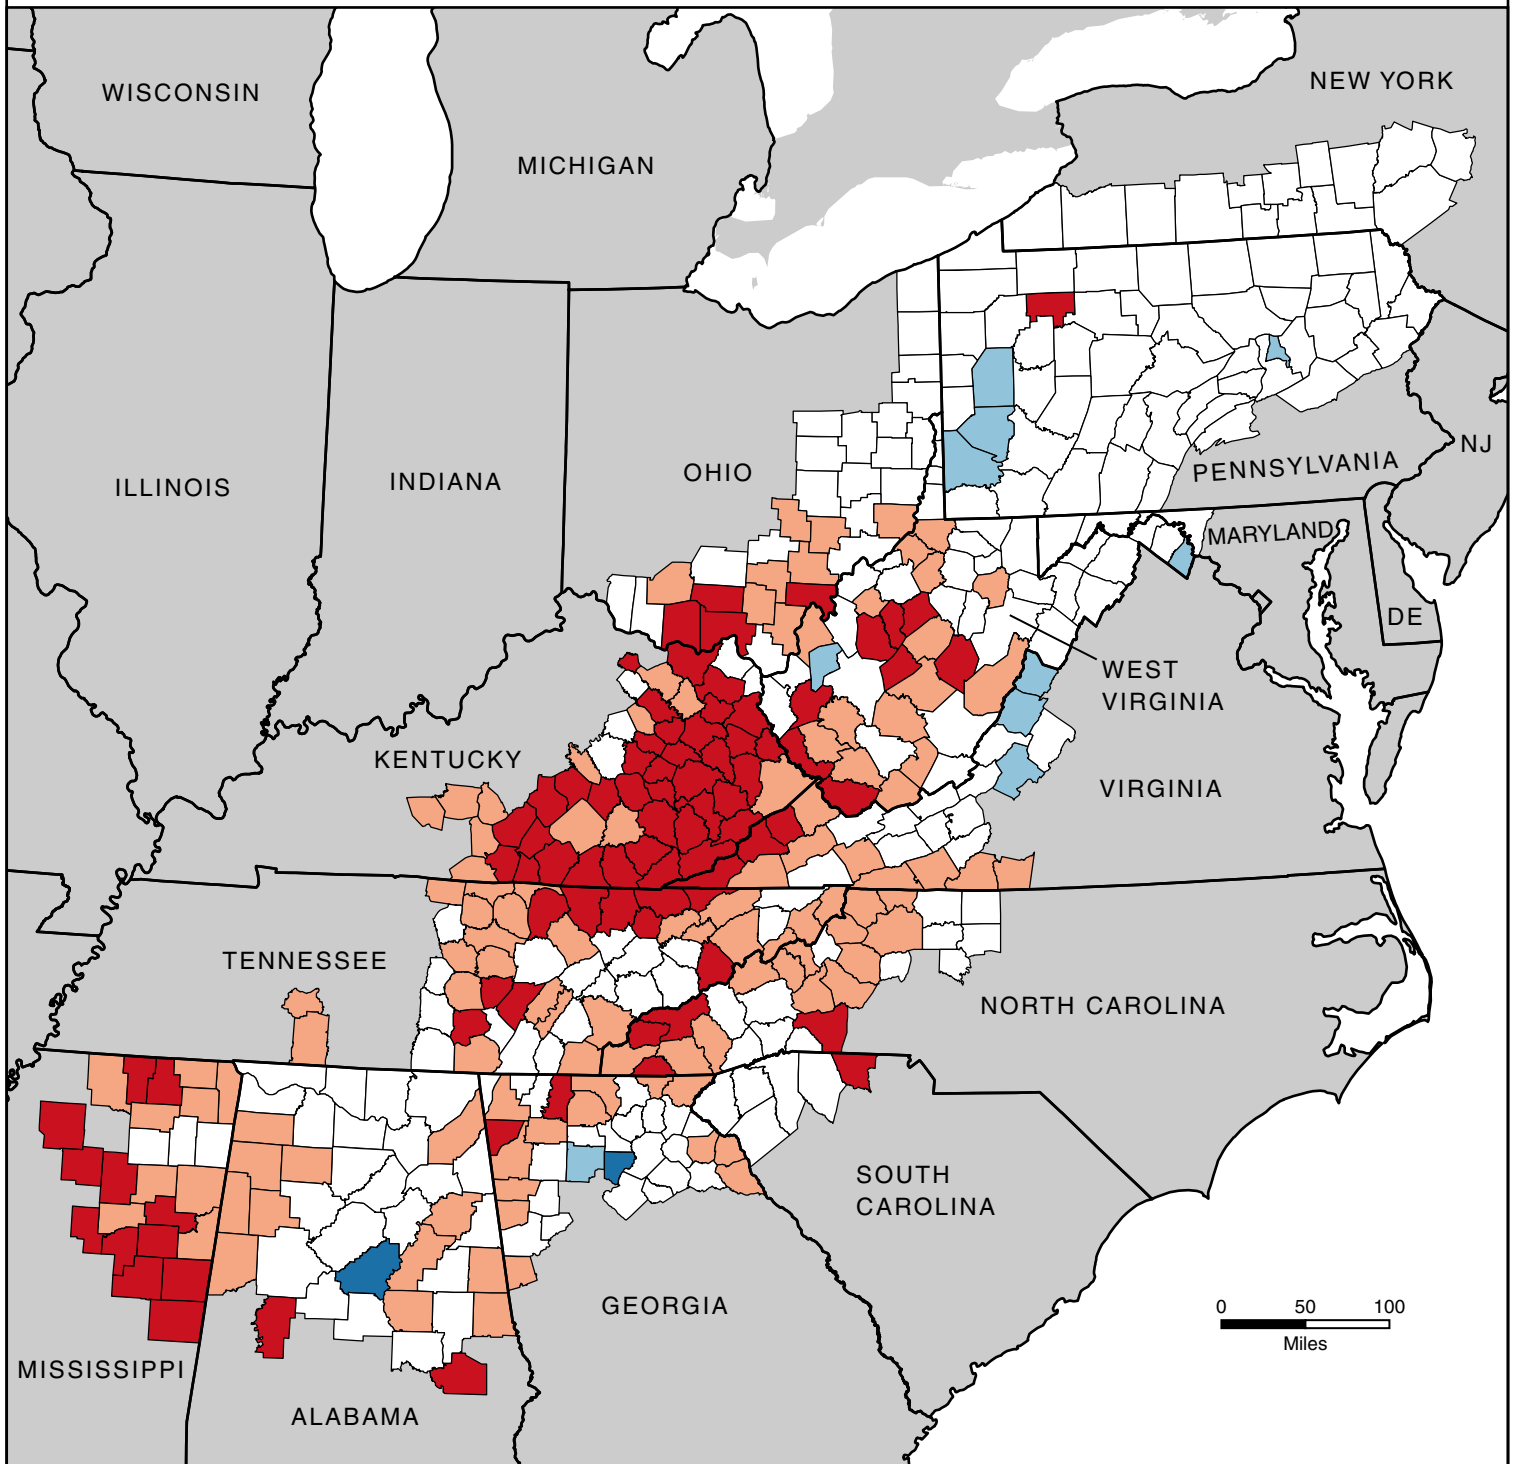 WISCONSIN
NEW YORK
MICHIGAN
ILLINOIS
INDIANA
OHIO
PENNSYLVANIA
NJ
MARYLAND
DE
WEST
VIRGINIA
KENTUCKY
VIRGINIA
TENNESSEE
NORTH CAROLINA
SOUTH
CAROLINA
GEORGIA
0 50 100
Miles
MISSISSIPPI
ALABAMA